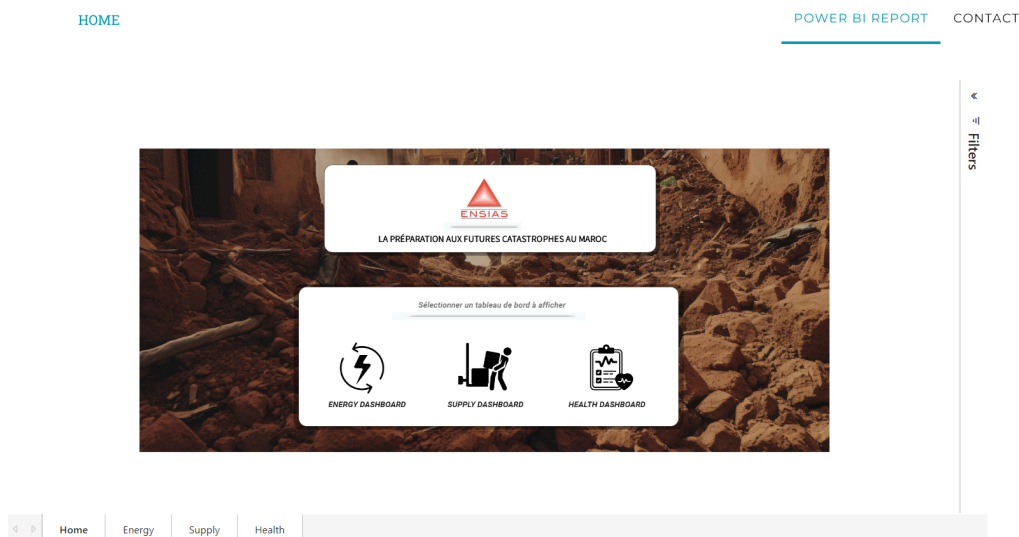 HOME
POWER BI REPORT
CONTACT
Filters
ENSIAS
LA PRÉPARATION AUX FUTURES CATASTROPHES AU MAROC
Sélectionner un tableau de bord à afficher
ENERGY DASHBOARD
SUPPLY DASHBOARD
HEALTH DASHBOARD
Home
Energy
Supply
Health